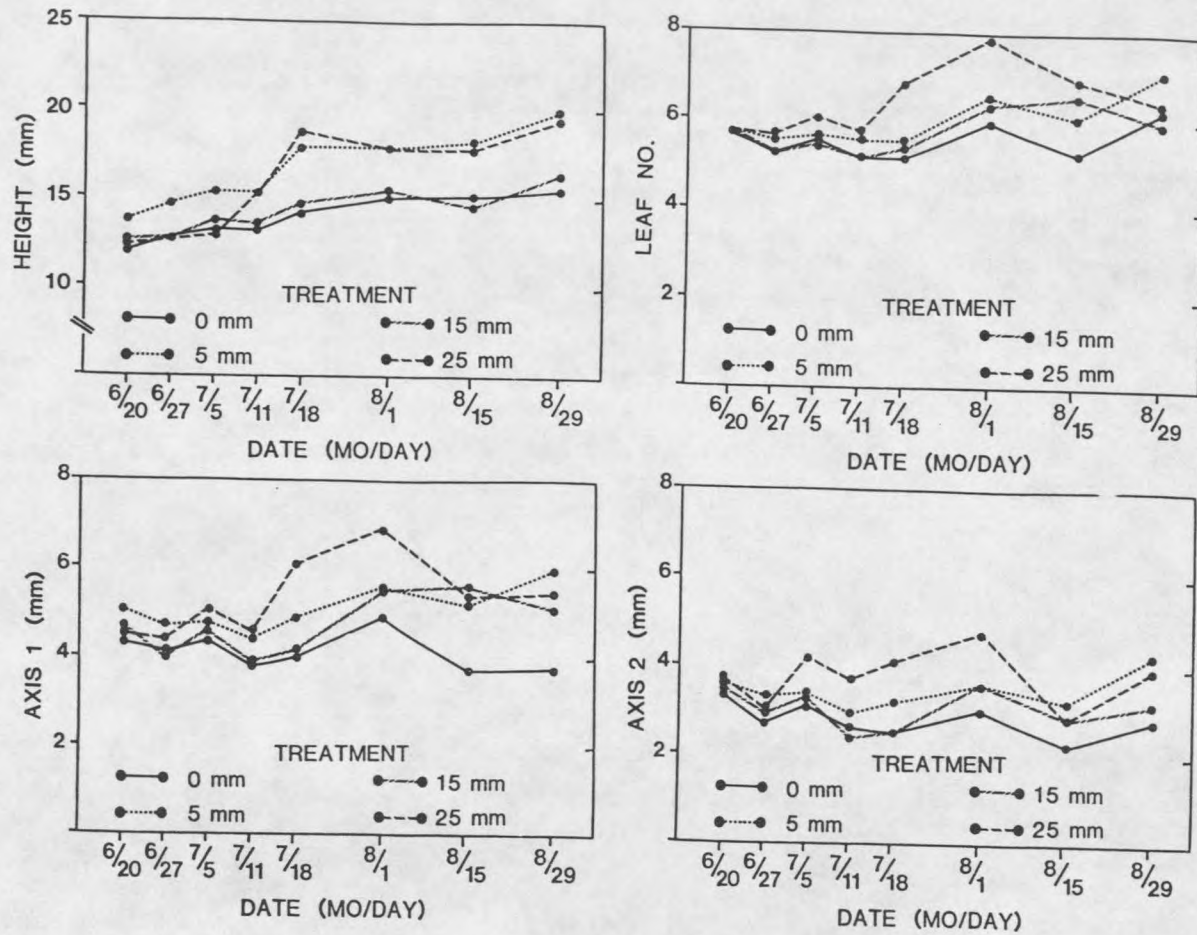 25
20
15
10
HEIGHT (mm)
TREATMENT
0 mm
15 mm
5 mm
25 mm
6/20 6/27 7/5 7/11 7/18 8/1 8/15 8/29
DATE (MO/DAY)
8
6
4
2
LEAF NO.
TREATMENT
0 mm
15 mm
5 mm
25 mm
6/20 6/27 7/5 7/11 7/18 8/1 8/15 8/29
DATE (MO/DAY)
8
6
4
2
AXIS 1 (mm)
TREATMENT
0 mm
15 mm
5 mm
25 mm
6/20 6/27 7/5 7/11 7/18 8/1 8/15 8/29
DATE (MO/DAY)
8
6
4
2
AXIS 2 (mm)
TREATMENT
0 mm
15 mm
5 mm
25 mm
6/20 6/27 7/5 7/11 7/18 8/1 8/15 8/29
DATE (MO/DAY)